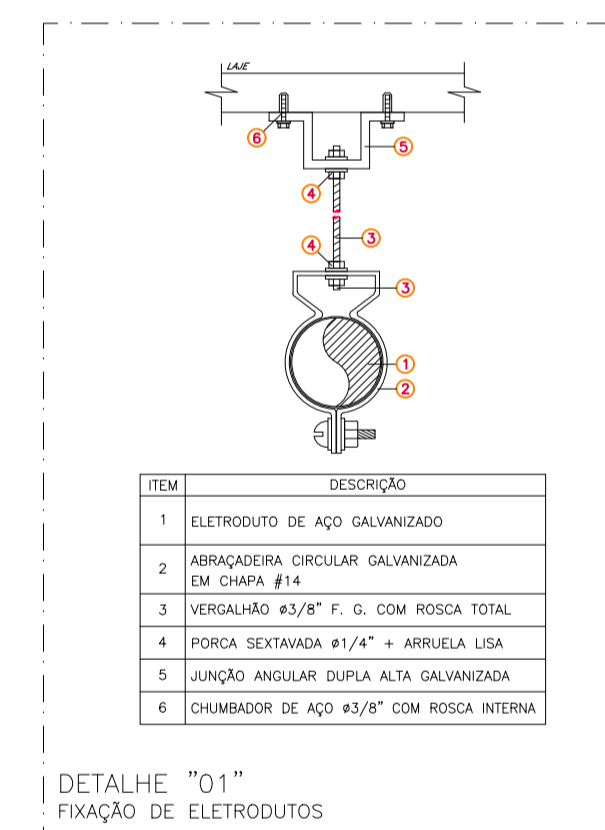 LAJE
6
5
4
3
4
3
1
2
ITEM DESCRIÇÃO
1 ELETRODUTO DE AÇO GALVANIZADO
2 ABRAÇADEIRA CIRCULAR GALVANIZADA
EM CHAPA #14
3 VERGALHÃO ø3/8" F. G. COM ROSCA TOTAL
4 PORCA SEXTAVADA ø1/4" + ARRUELA LISA
5 JUNÇÃO ANGULAR DUPLA ALTA GALVANIZADA
6 CHUMBADOR DE AÇO ø3/8" COM ROSCA INTERNA
DETALHE "01"
FIXAÇÃO DE ELETRODUTOS